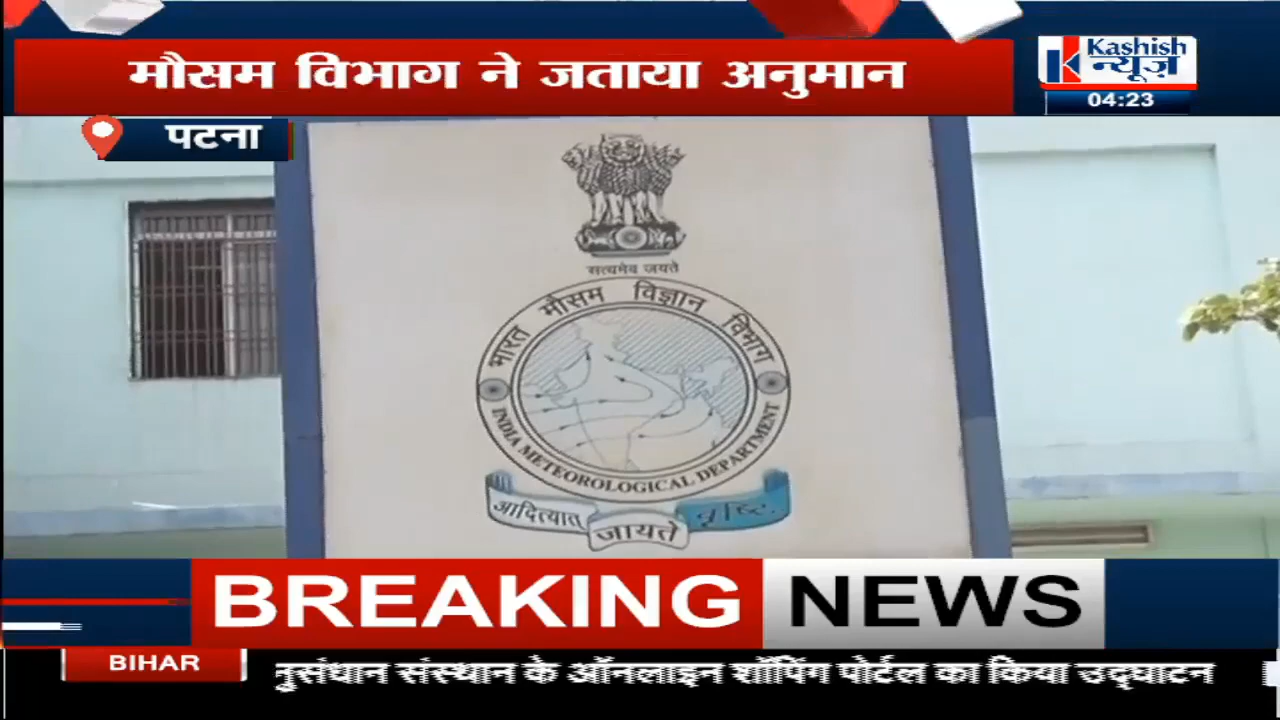 मौसम विभाग ने जताया अनुमान
Kashish
न्यूज़
04:23
पटना
सत्यमेव जयते
भारत मौसम विज्ञान विभाग
INDIA METEOROLOGICAL DEPARTMENT
आदित्यात् जायते वृष्टि:
BREAKING NEWS
BIHAR
संस्थान के ऑनलाइन शॉपिंग पोर्टल का किया उद्घाटन